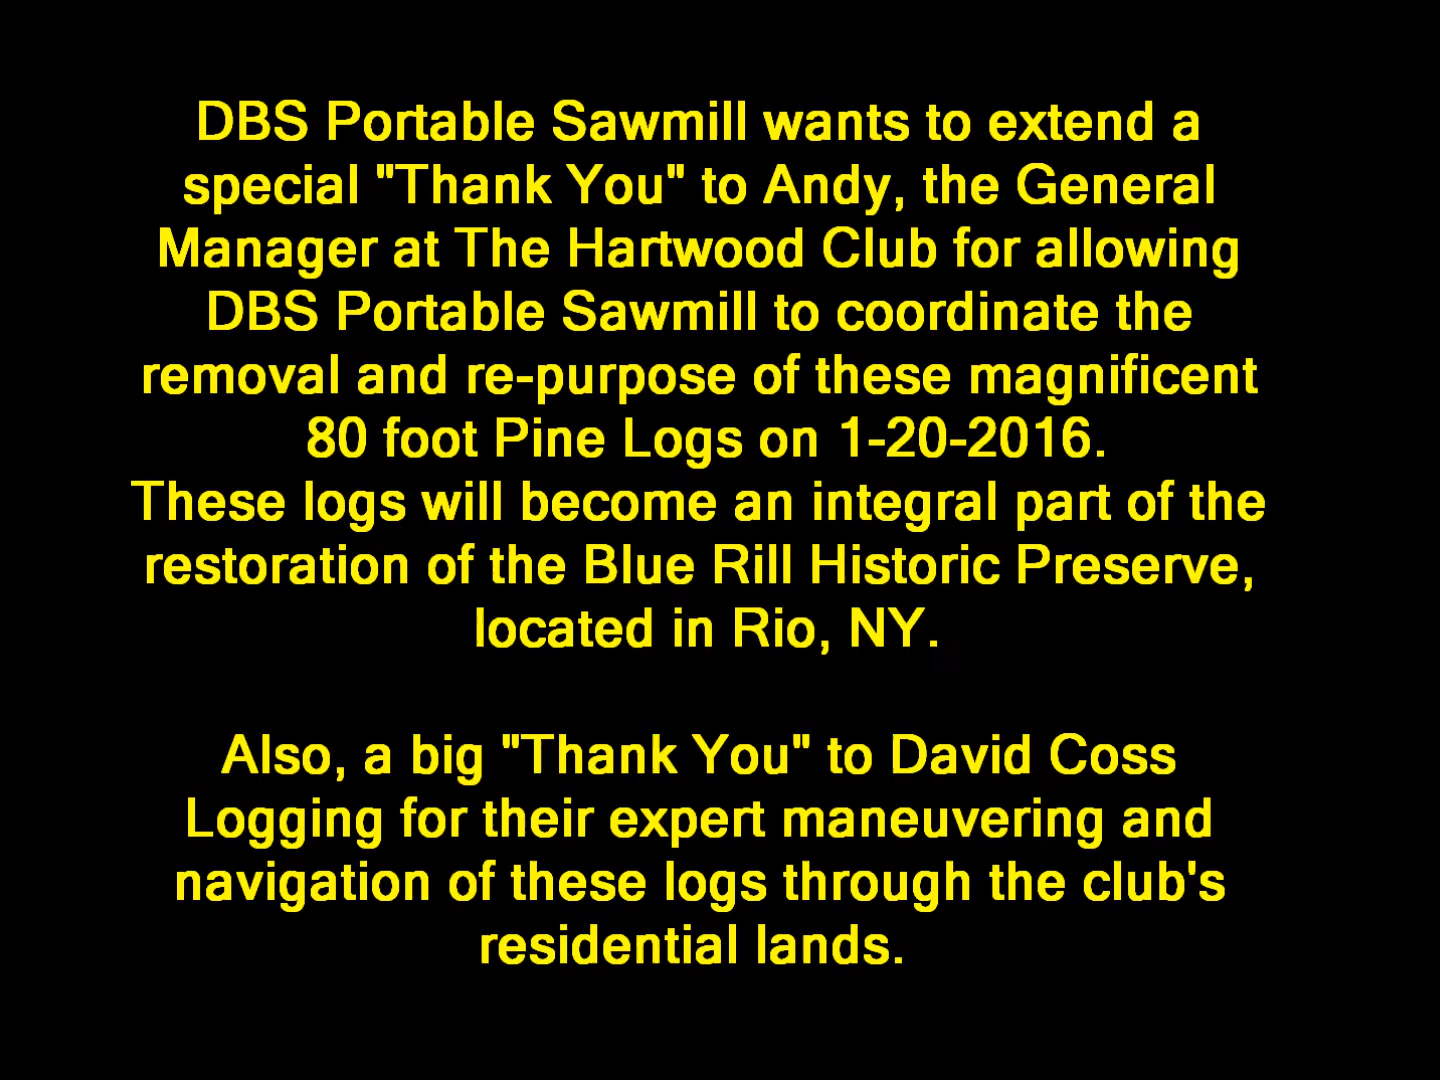 DBS Portable Sawmill wants to extend a
special "Thank You" to Andy, the General
Manager at The Hartwood Club for allowing
DBS Portable Sawmill to coordinate the
removal and re-purpose of these magnificent
80 foot Pine Logs on 1-20-2016.
These logs will become an integral part of the
restoration of the Blue Rill Historic Preserve,
located in Rio, NY.
Also, a big "Thank You" to David Coss
Logging for their expert maneuvering and
navigation of these logs through the club's
residential lands.